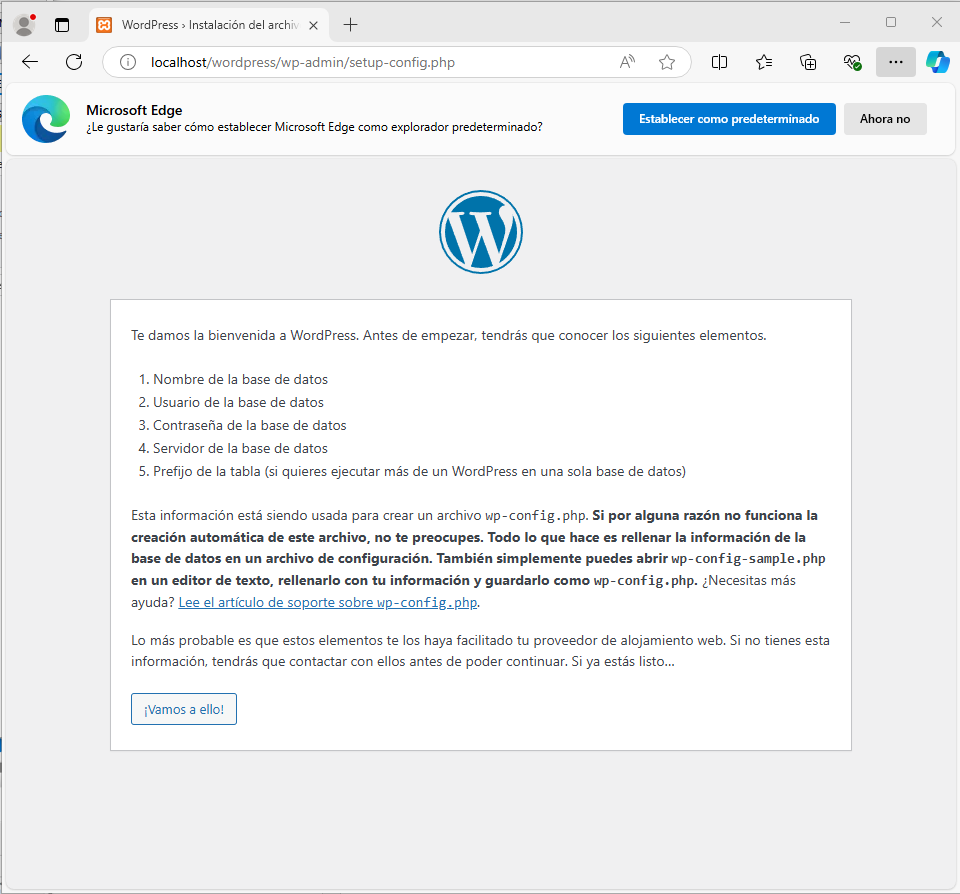 WordPress › Instalación del archiv
localhost/wordpress/wp-admin/setup-config.php
Microsoft Edge
¿Le gustaría saber cómo establecer Microsoft Edge como explorador predeterminado?
Establecer como predeterminado
Ahora no
Te damos la bienvenida a WordPress. Antes de empezar, tendrás que conocer los siguientes elementos.
1. Nombre de la base de datos
2. Usuario de la base de datos
3. Contraseña de la base de datos
4. Servidor de la base de datos
5. Prefijo de la tabla (si quieres ejecutar más de un WordPress en una sola base de datos)
Esta información está siendo usada para crear un archivo wp-config.php. Si por alguna razón no funciona la
creación automática de este archivo, no te preocupes. Todo lo que hace es rellenar la información de la
base de datos en un archivo de configuración. También simplemente puedes abrir wp-config-sample.php
en un editor de texto, rellenarlo con tu información y guardarlo como wp-config.php. ¿Necesitas más
ayuda? Lee el artículo de soporte sobre wp-config.php.
Lo más probable es que estos elementos te los haya facilitado tu proveedor de alojamiento web. Si no tienes esta
información, tendrás que contactar con ellos antes de poder continuar. Si ya estás listo...
¡Vamos a ello!